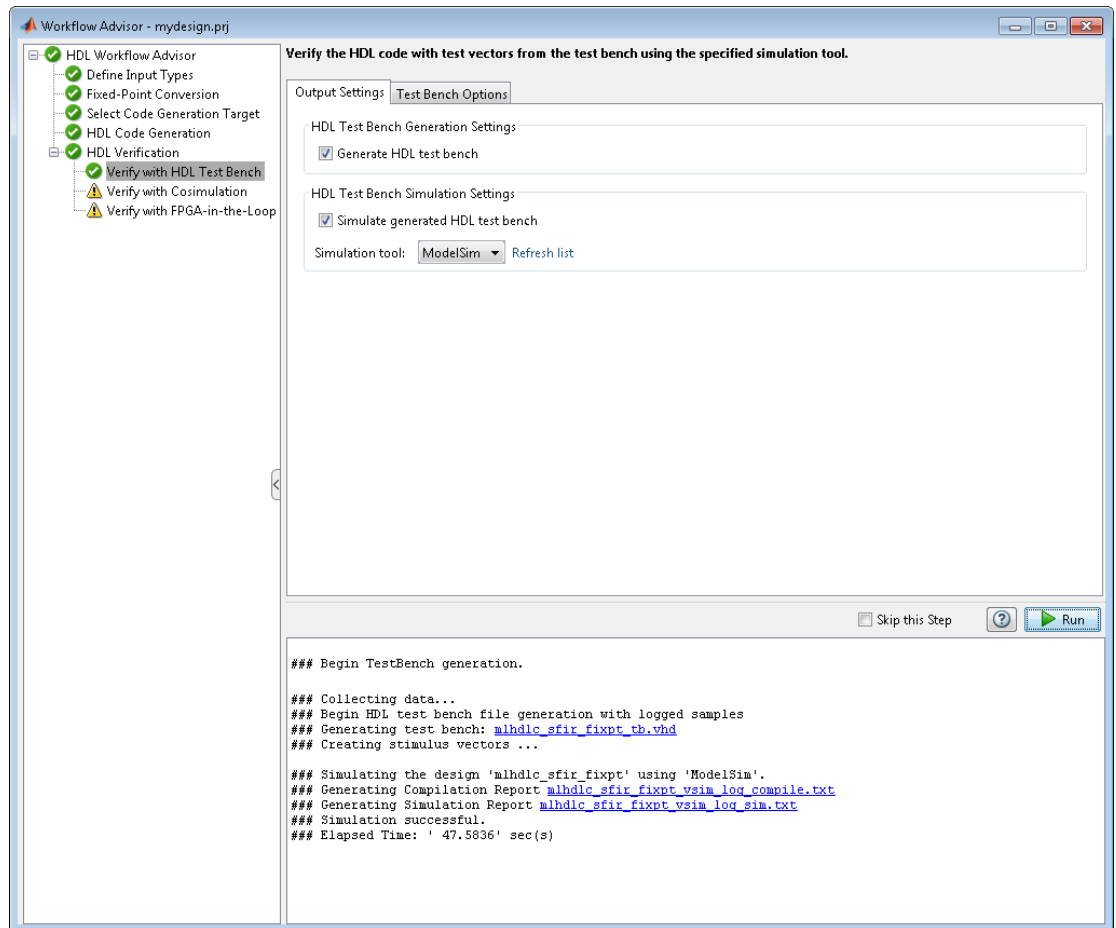 Workflow Advisor - mydesign.prj
HDL Workflow Advisor
Define Input Types
Fixed-Point Conversion
Select Code Generation Target
HDL Code Generation
HDL Verification
Verify with HDL Test Bench
Verify with Cosimulation
Verify with FPGA-in-the-Loop
Verify the HDL code with test vectors from the test bench using the specified simulation tool.
Output Settings Test Bench Options
HDL Test Bench Generation Settings
Generate HDL test bench
HDL Test Bench Simulation Settings
Simulate generated HDL test bench
Simulation tool: ModelSim Refresh list
Skip this Step ? Run
### Begin TestBench generation.
### Collecting data...
### Begin HDL test bench file generation with logged samples
### Generating test bench: mlhdlc_sfir_fixpt_tb.vhd
### Creating stimulus vectors ...
### Simulating the design 'mlhdlc_sfir_fixpt' using 'ModelSim'.
### Generating Compilation Report mlhdlc_sfir_fixpt_vsim_log_compile.txt
### Generating Simulation Report mlhdlc_sfir_fixpt_vsim_log_sim.txt
### Simulation successful.
### Elapsed Time: ' 47.5836' sec(s)